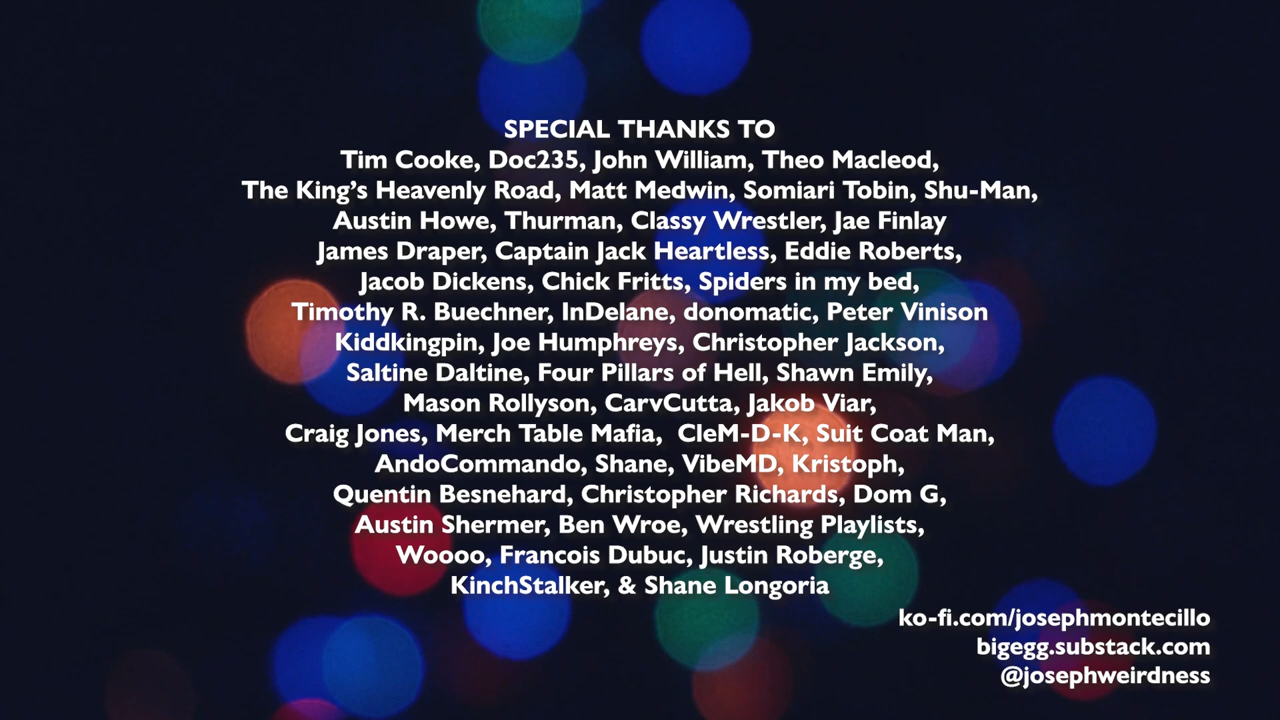 SPECIAL THANKS TO
Tim Cooke, Doc235, John William, Theo Macleod,
The King’s Heavenly Road, Matt Medwin, Somiari Tobin, Shu-Man,
Austin Howe, Thurman, Classy Wrestler, Jae Finlay
James Draper, Captain Jack Heartless, Eddie Roberts,
Jacob Dickens, Chick Fritts, Spiders in my bed,
Timothy R. Buechner, InDelane, donomatic, Peter Vinison
Kiddkingpin, Joe Humphreys, Christopher Jackson,
Saltine Daltine, Four Pillars of Hell, Shawn Emily,
Mason Rollyson, CarvCutta, Jakob Viar,
Craig Jones, Merch Table Mafia,  CleM-D-K, Suit Coat Man,
AndoCommando, Shane, VibeMD, Kristoph,
Quentin Besnehard, Christopher Richards, Dom G,
Austin Shermer, Ben Wroe, Wrestling Playlists,
Woooo, Francois Dubuc, Justin Roberge,
KinchStalker, & Shane Longoria
ko-fi.com/josephmontecillo
bigegg.substack.com
@josephweirdness